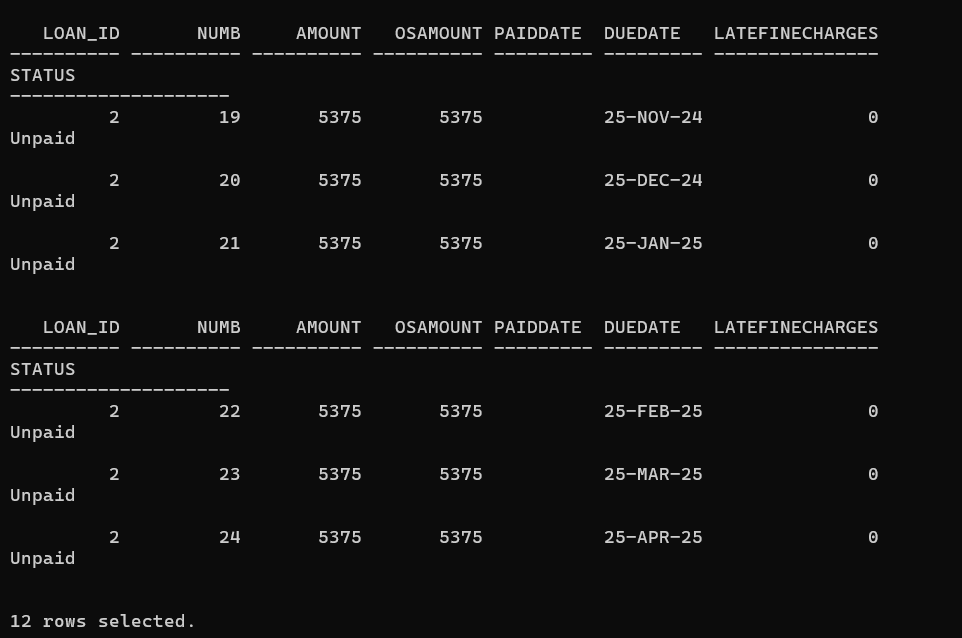 LOAN_ID       NUMB     AMOUNT   OSAMOUNT PAIDDATE  DUEDATE   LATEFINECHARGES
---------- ---------- ---------- ---------- --------- --------- ---------------
STATUS
--------------------
         2         19       5375       5375           25-NOV-24               0
Unpaid

         2         20       5375       5375           25-DEC-24               0
Unpaid

         2         21       5375       5375           25-JAN-25               0
Unpaid


   LOAN_ID       NUMB     AMOUNT   OSAMOUNT PAIDDATE  DUEDATE   LATEFINECHARGES
---------- ---------- ---------- ---------- --------- --------- ---------------
STATUS
--------------------
         2         22       5375       5375           25-FEB-25               0
Unpaid

         2         23       5375       5375           25-MAR-25               0
Unpaid

         2         24       5375       5375           25-APR-25               0
Unpaid


12 rows selected.